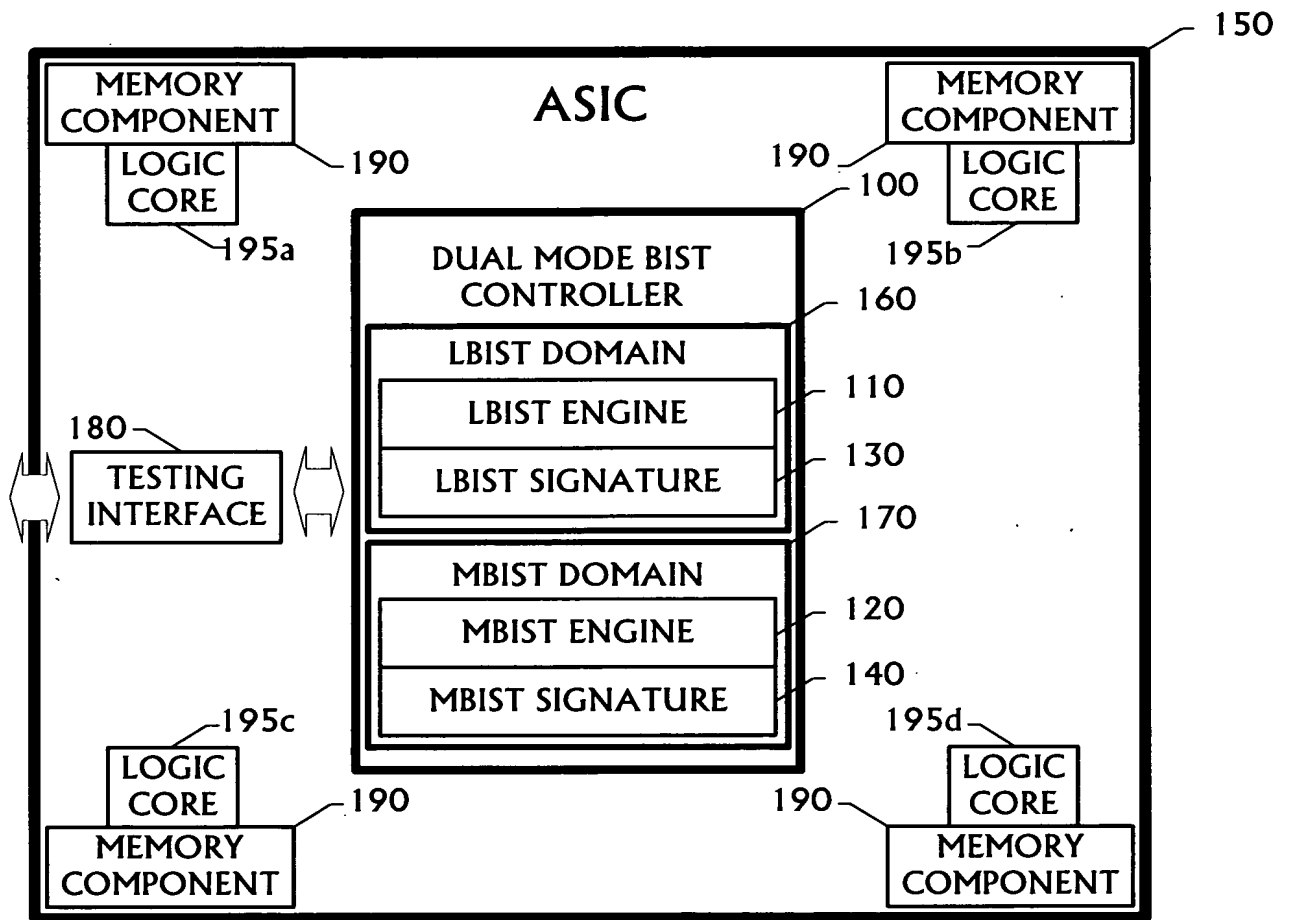 150
MEMORY
COMPONENT
ASIC
MEMORY
COMPONENT
190
LOGIC
CORE
195a
190
LOGIC
CORE
195b
100
DUAL MODE BIST
CONTROLLER
160
LBIST DOMAIN
110
LBIST ENGINE
130
LBIST SIGNATURE
180
TESTING
INTERFACE
170
MBIST DOMAIN
120
MBIST ENGINE
140
MBIST SIGNATURE
195c
LOGIC
CORE
190
MEMORY
COMPONENT
195d
LOGIC
CORE
190
MEMORY
COMPONENT